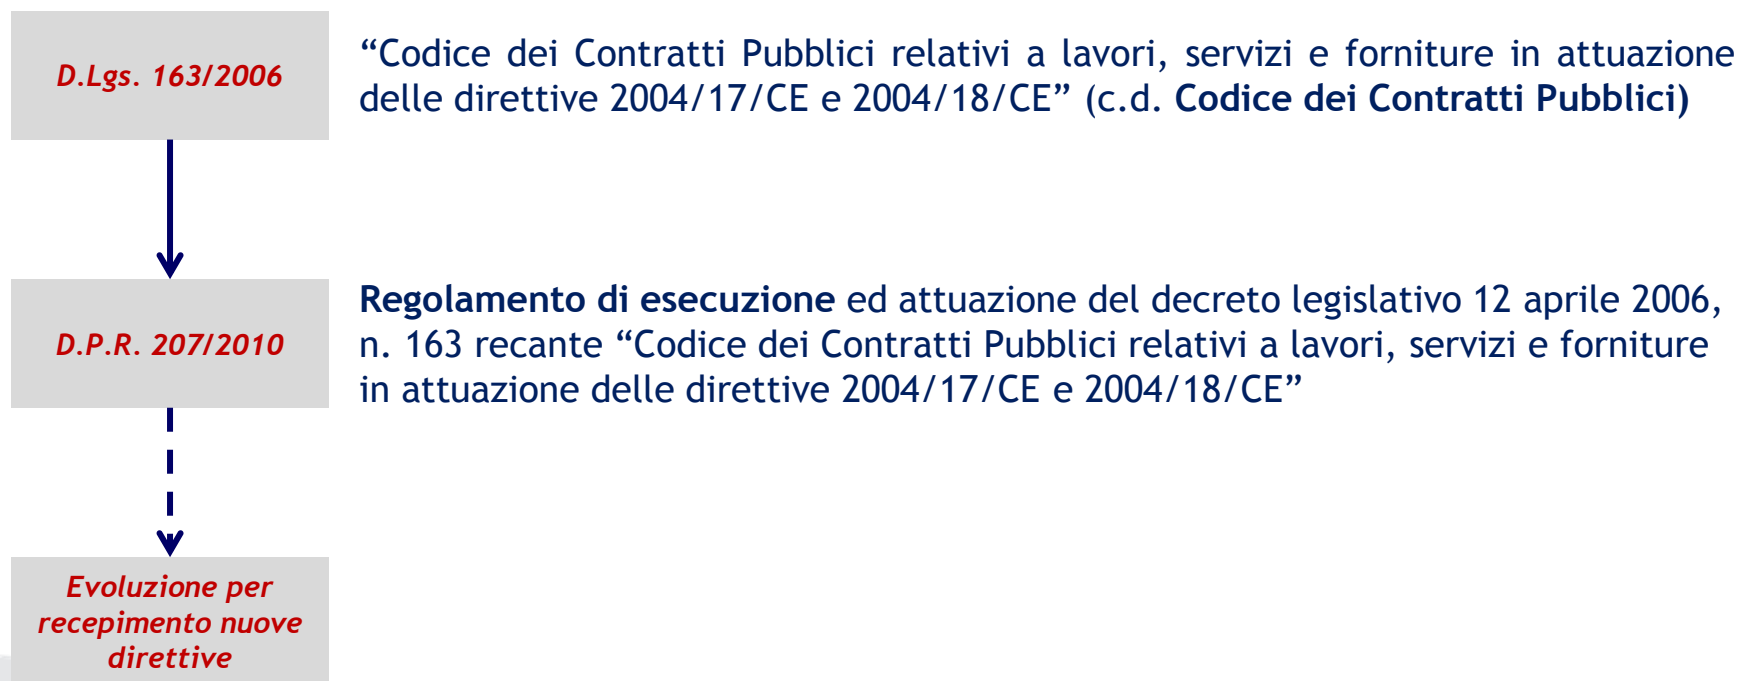 D.Lgs. 163/2006
“Codice dei Contratti Pubblici relativi a lavori, servizi e forniture in attuazione
delle direttive 2004/17/CE e 2004/18/CE” (c.d. Codice dei Contratti Pubblici)
D.P.R. 207/2010
Regolamento di esecuzione ed attuazione del decreto legislativo 12 aprile 2006,
n. 163 recante “Codice dei Contratti Pubblici relativi a lavori, servizi e forniture
in attuazione delle direttive 2004/17/CE e 2004/18/CE”
Evoluzione per
recepimento nuove
direttive